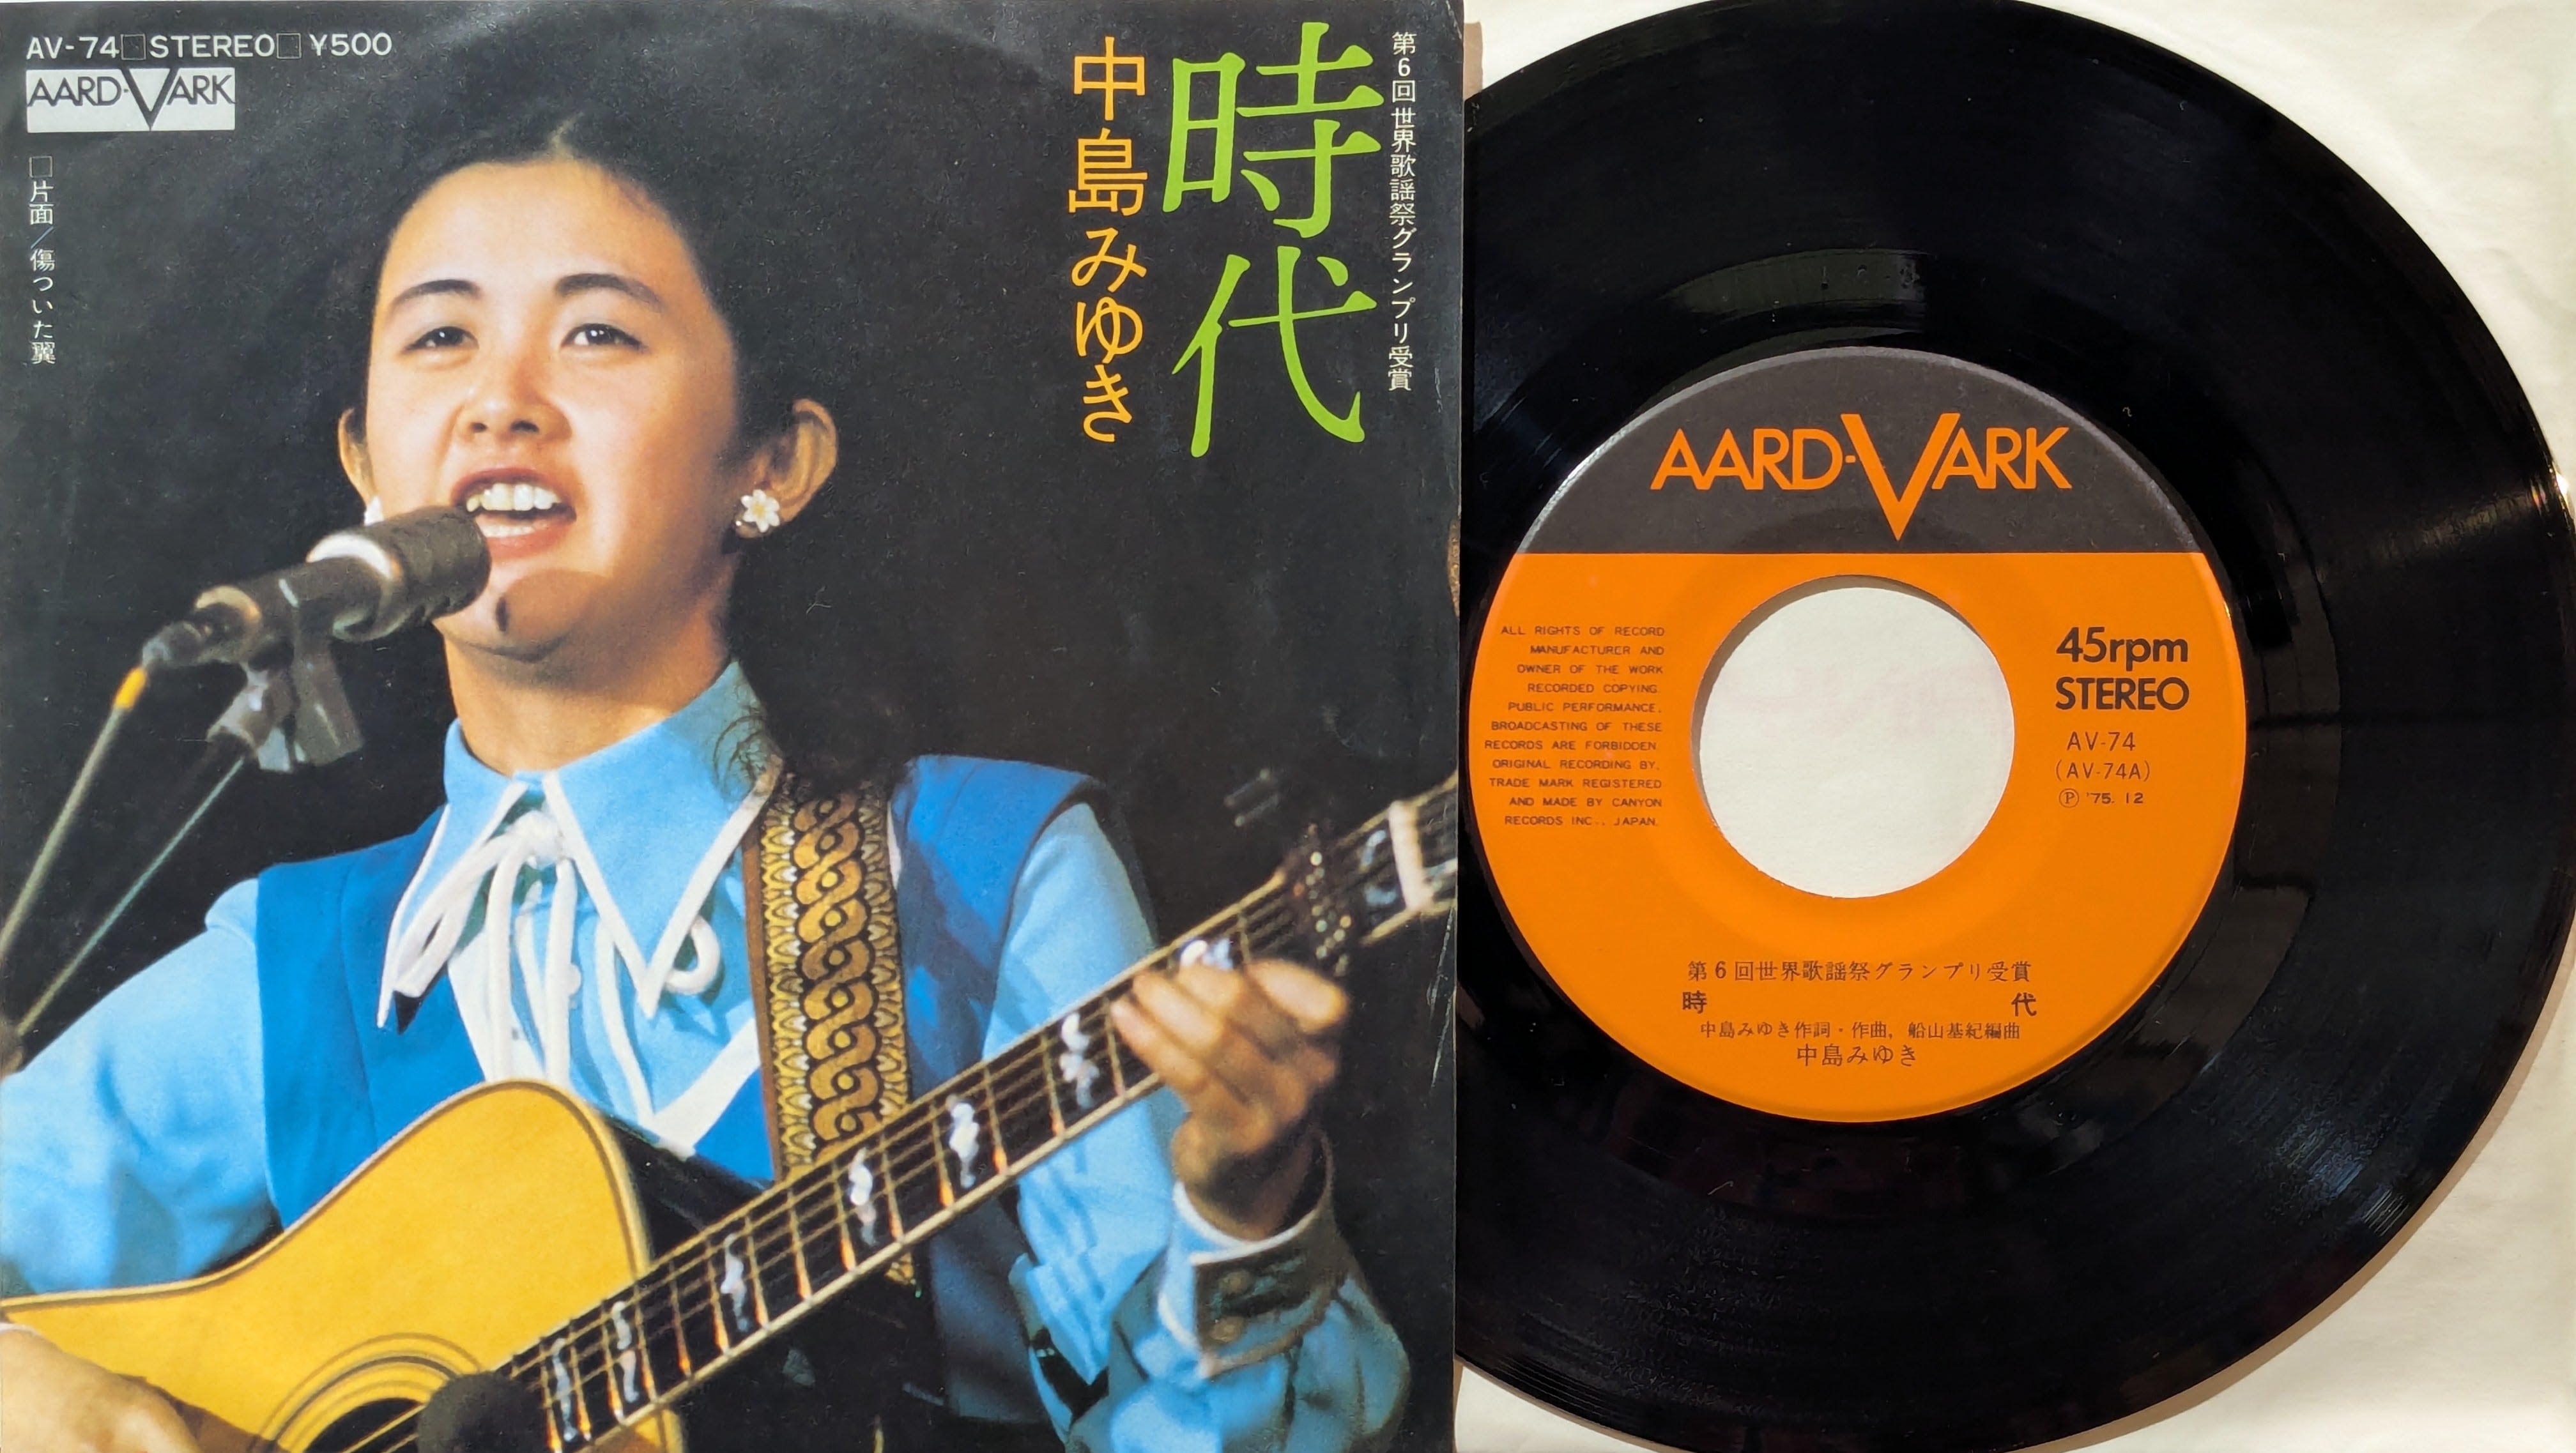 AV-74□STEREO□¥500
AARD-VARK
□片面/傷ついた翼
第6回世界歌謡祭グランプリ受賞
時代
中島みゆき
AARD-VARK
ALL RIGHTS OF RECORD
MANUFACTURER AND
OWNER OF THE WORK
RECORDED COPYING.
PUBLIC PERFORMANCE.
BROADCASTING OF THESE
RECORDS ARE FORBIDDEN.
ORIGINAL RECORDING BY.
TRADE MARK REGISTERED
AND MADE BY CANYON
RECORDS INC., JAPAN.
45rpm
STEREO
AV-74
(AV-74A)
Ⓟ '75. 12
第6回世界歌謡祭グランプリ受賞
時 代
中島みゆき作詞・作曲, 船山基紀編曲
中島みゆき